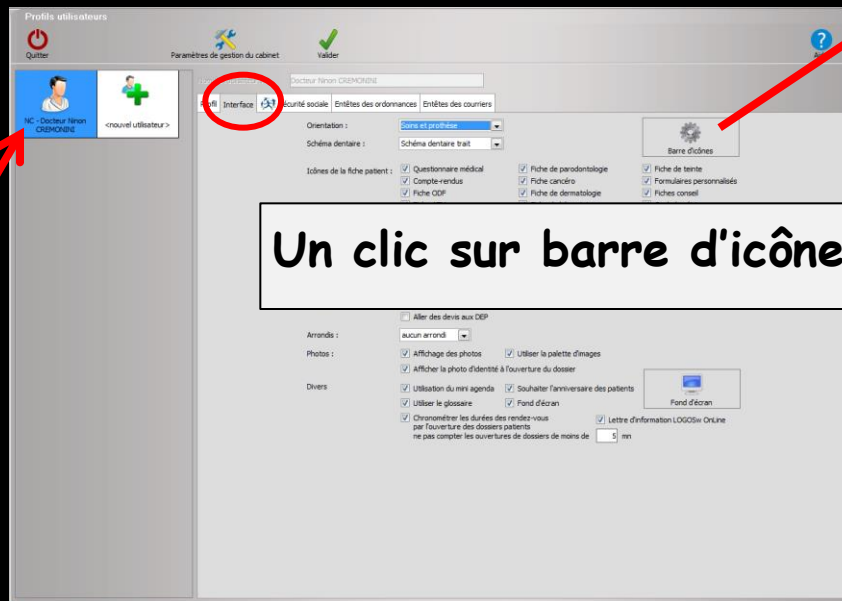 Profils utilisateurs
Quitter
Paramètres de gestion du cabinet
Valider
Docteur Ninon CREMONINI
NC - Docteur Ninon
CREMONINI
<nouvel utilisateur>
Profil Interface sécurité sociale Entêtes des ordonnances Entêtes des courriers
Orientation : Soins et prothèse
Schéma dentaire : Schéma dentaire trait
Barre d'icônes
Icônes de la fiche patient : Questionnaire médical Fiche de parodontologie Fiche de teinte
Compte-rendus Fiche cancéro Formulaires personnalisés
Fiche ODF Fiche de dermatologie Fiches conseil
Un clic sur barre d'icône
Aller des devis aux DEP
Arrondis : aucun arrondi
Photos : Affichage des photos Utiliser la palette d'images
Afficher la photo d'identité à l'ouverture du dossier
Divers Utilisation du mini agenda Souhaiter l'anniversaire des patients
Utiliser le glossaire Fond d'écran
Fond d'écran
Chronométrer les durées des rendez-vous Lettre d'information LOGOSw OnLine
par l'ouverture des dossiers patients
ne pas compter les ouvertures de dossiers de moins de 5 mn